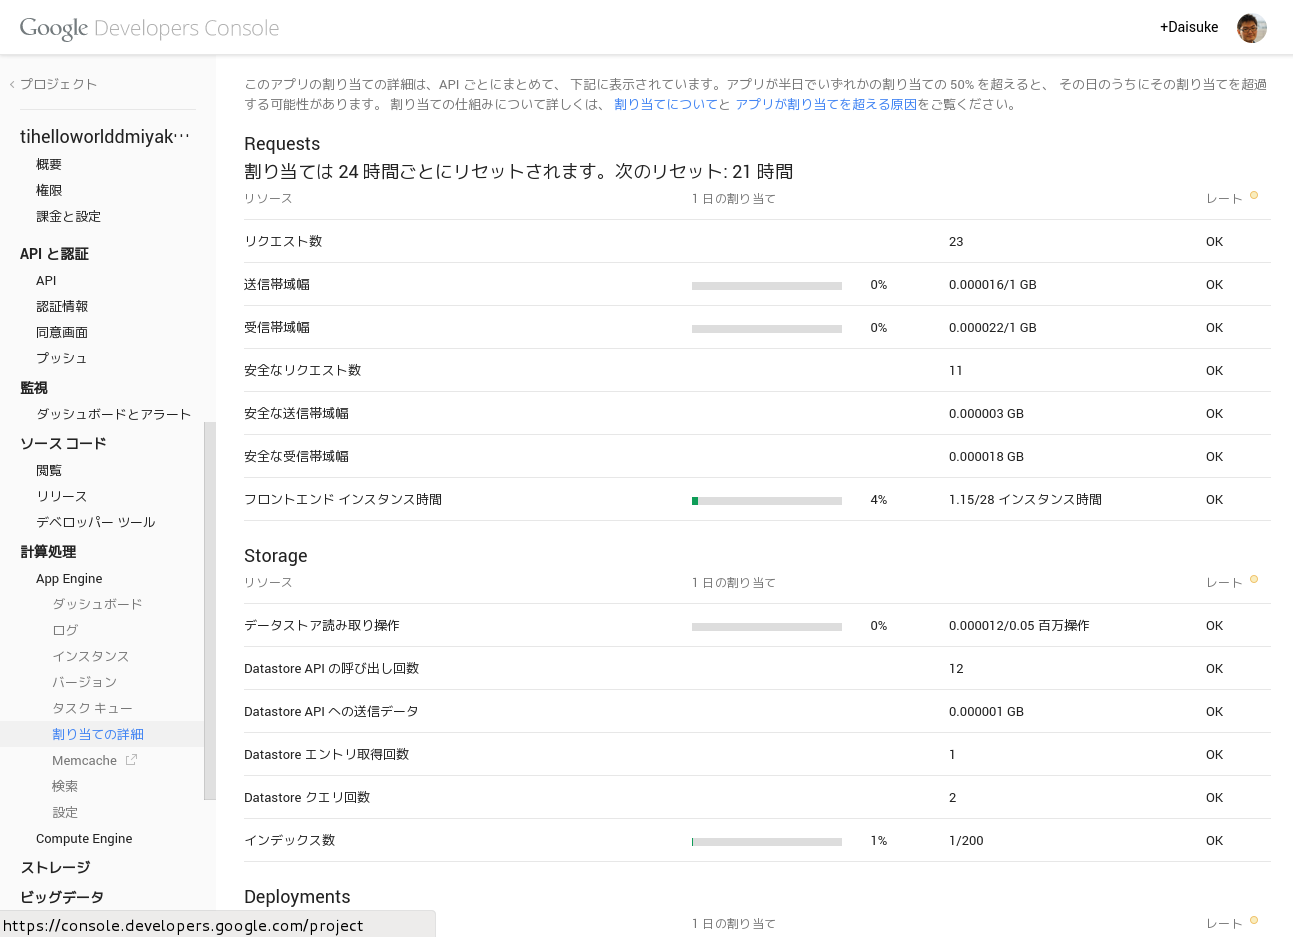 Google Developers Console
+Daisuke
プロジェクト
tihelloworlddmiyak…
概要
権限
課金と設定
API と認証
API
認証情報
同意画面
プッシュ
監視
ダッシュボードとアラート
ソース コード
閲覧
リリース
デベロッパー ツール
計算処理
App Engine
ダッシュボード
ログ
インスタンス
バージョン
タスク キュー
割り当ての詳細
Memcache
検索
設定
Compute Engine
ストレージ
ビッグデータ
https://console.developers.google.com/project
このアプリの割り当ての詳細は、API ごとにまとめて、 下記に表示されています。アプリが半日でいずれかの割り当ての 50% を超えると、 その日のうちにその割り当てを超過
する可能性があります。 割り当ての仕組みについて詳しくは、 割り当てについてと アプリが割り当てを超える原因をご覧ください。
Requests
割り当ては 24 時間ごとにリセットされます。次のリセット: 21 時間
リソース 1 日の割り当て レート
リクエスト数 23 OK
送信帯域幅 0% 0.000016/1 GB OK
受信帯域幅 0% 0.000022/1 GB OK
安全なリクエスト数 11 OK
安全な送信帯域幅 0.000003 GB OK
安全な受信帯域幅 0.000018 GB OK
フロントエンド インスタンス時間 4% 1.15/28 インスタンス時間 OK
Storage
リソース 1 日の割り当て レート
データストア読み取り操作 0% 0.000012/0.05 百万操作 OK
Datastore API の呼び出し回数 12 OK
Datastore API への送信データ 0.000001 GB OK
Datastore エントリ取得回数 1 OK
Datastore クエリ回数 2 OK
インデックス数 1% 1/200 OK
Deployments
1 日の割り当て レート